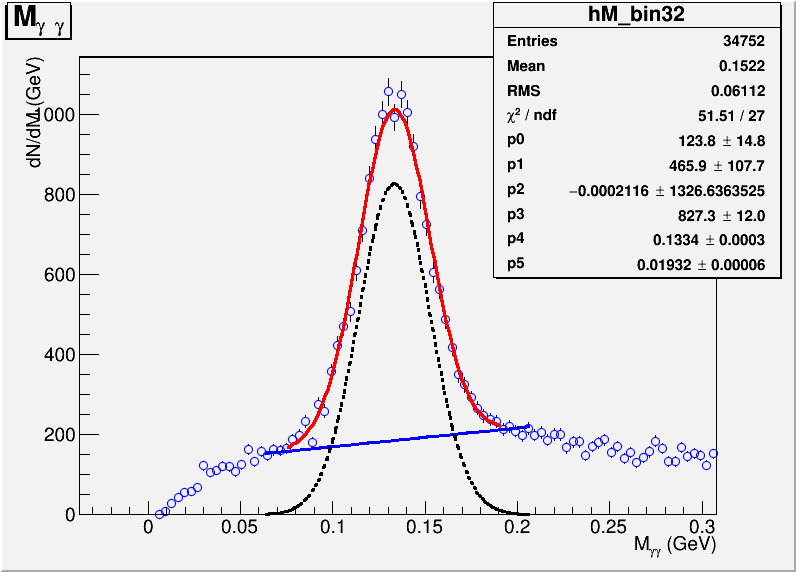 M γ γ
hM_bin32
Entries 34752
Mean 0.1522
RMS 0.06112
χ² / ndf 51.51 / 27
p0 123.8 ± 14.8
p1 465.9 ± 107.7
p2 −0.0002116 ± 1326.6363525
p3 827.3 ± 12.0
p4 0.1334 ± 0.0003
p5 0.01932 ± 0.00006
dN/dM (GeV)
1000
800
600
400
200
0
0 0.05 0.1 0.15 0.2 0.25 0.3
Mγγ (GeV)